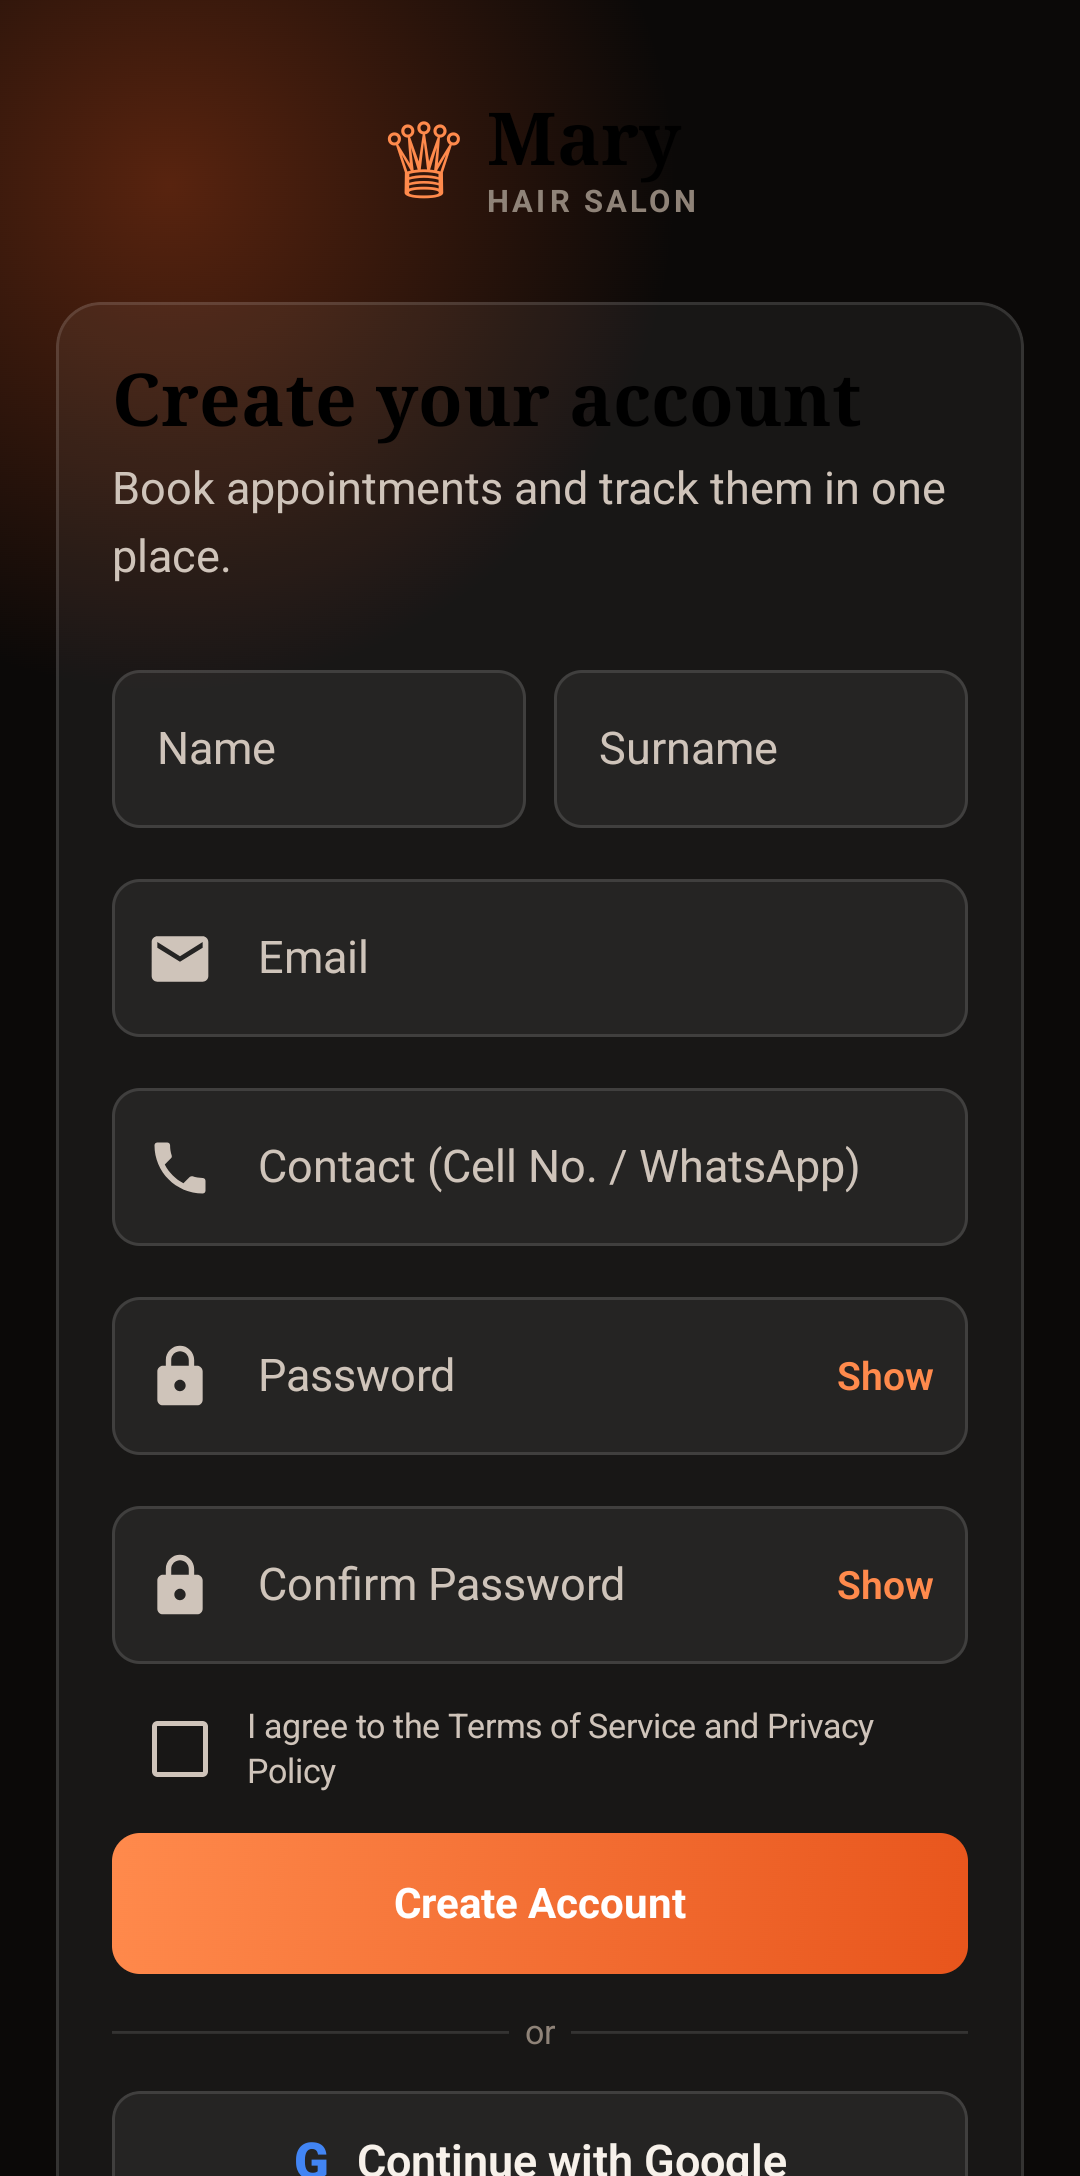 Mary
HAIR SALON
Create your account
Book appointments and track them in one
place.
Name
Surname
Email
Contact (Cell No. / WhatsApp)
Password
Show
Confirm Password
Show
I agree to the Terms of Service and Privacy
Policy
Create Account
or
G Continue with Google